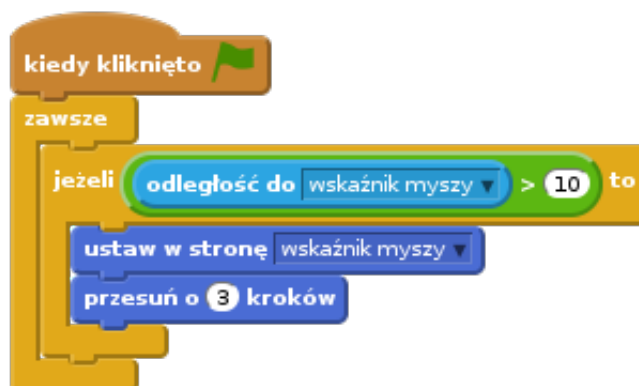 kiedy kliknięto
zawsze
jeżeli odległość do wskaźnik myszy > 10 to
ustaw w stronę wskaźnik myszy
przesuń o 3 kroków